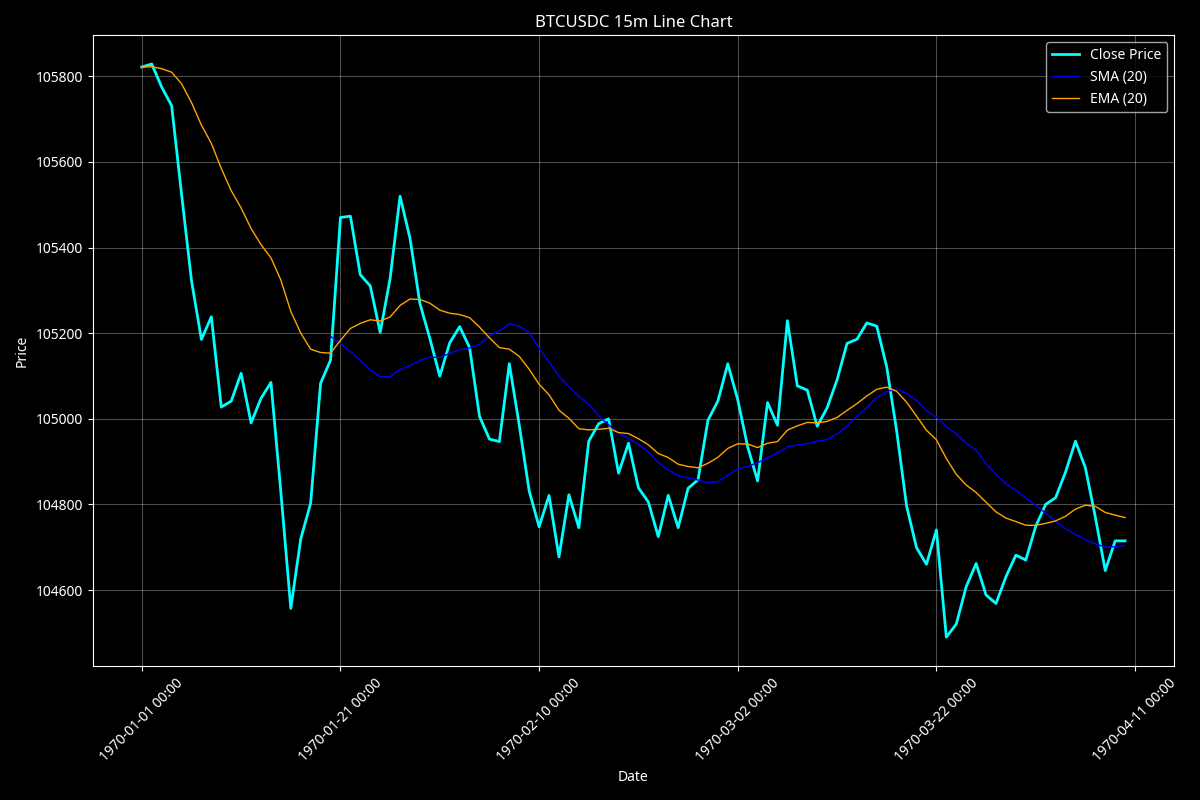 BTCUSDC 15m Line Chart
Close Price
SMA (20)
EMA (20)
Price
105800
105600
105400
105200
105000
104800
104600
1970-01-01 00:00
1970-01-21 00:00
1970-02-10 00:00
1970-03-02 00:00
1970-03-22 00:00
1970-04-11 00:00
Date